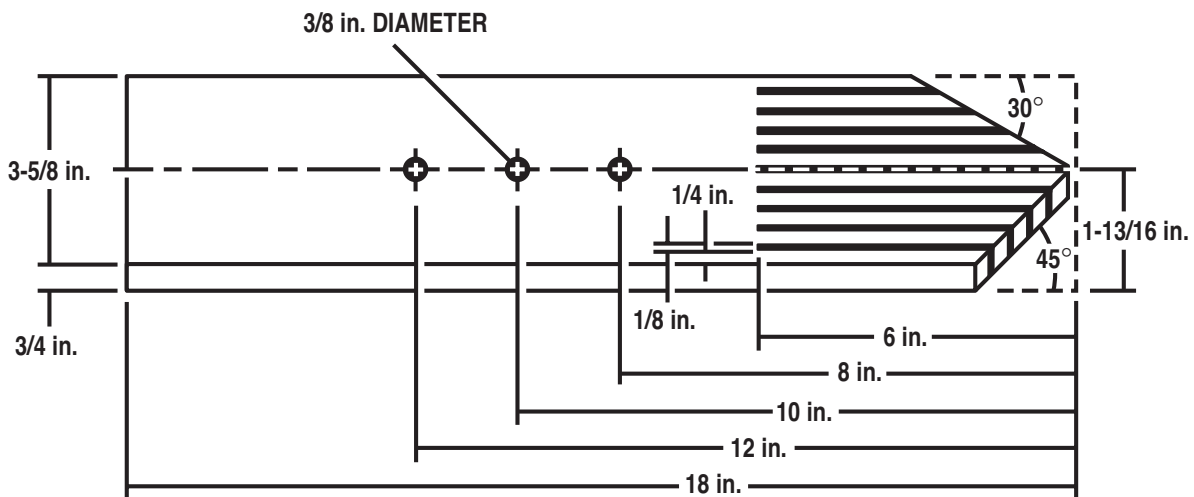 3/8 in. DIAMETER
30°
3-5/8 in.
1/4 in.
1-13/16 in.
45°
1/8 in.
3/4 in.
6 in.
8 in.
10 in.
12 in.
18 in.